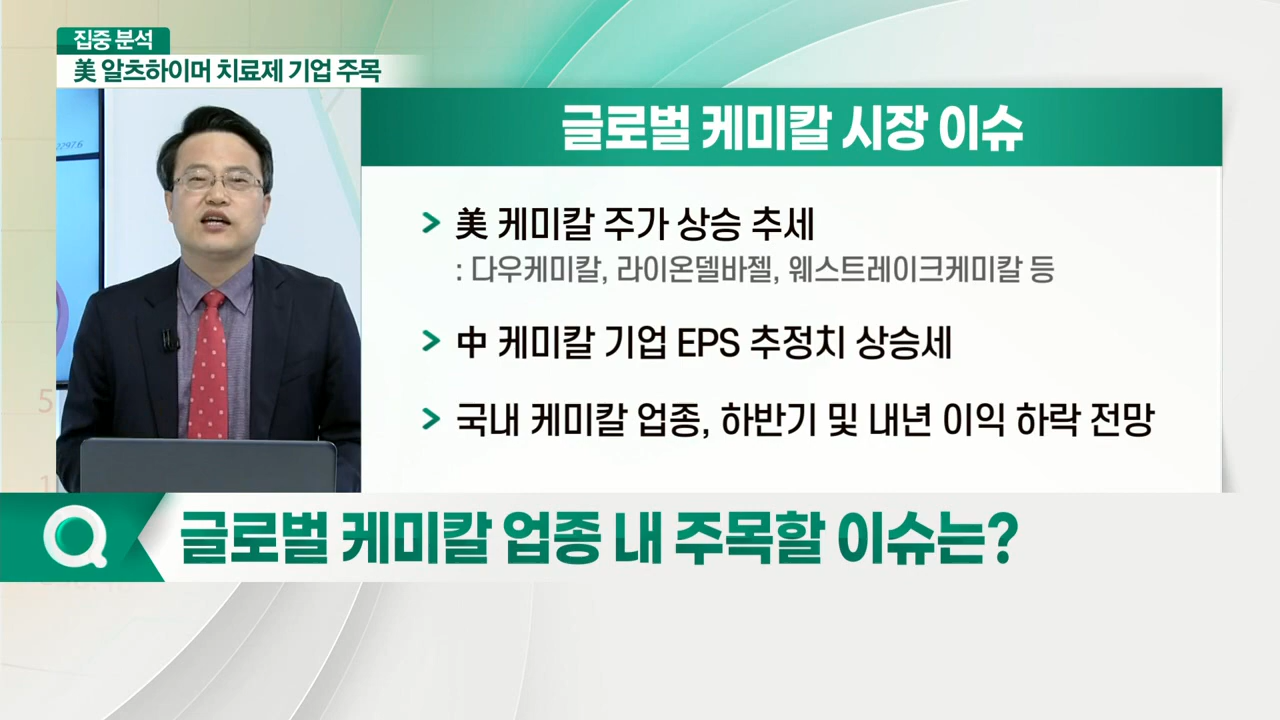 집중 분석
美 알츠하이머 치료제 기업 주목
2297.6
글로벌 케미칼 시장 이슈
> 美 케미칼 주가 상승 추세
: 다우케미칼, 라이온델바젤, 웨스트레이크케미칼 등
> 中 케미칼 기업 EPS 추정치 상승세
> 국내 케미칼 업종, 하반기 및 내년 이익 하락 전망
5
1
Q 글로벌 케미칼 업종 내 주목할 이슈는?